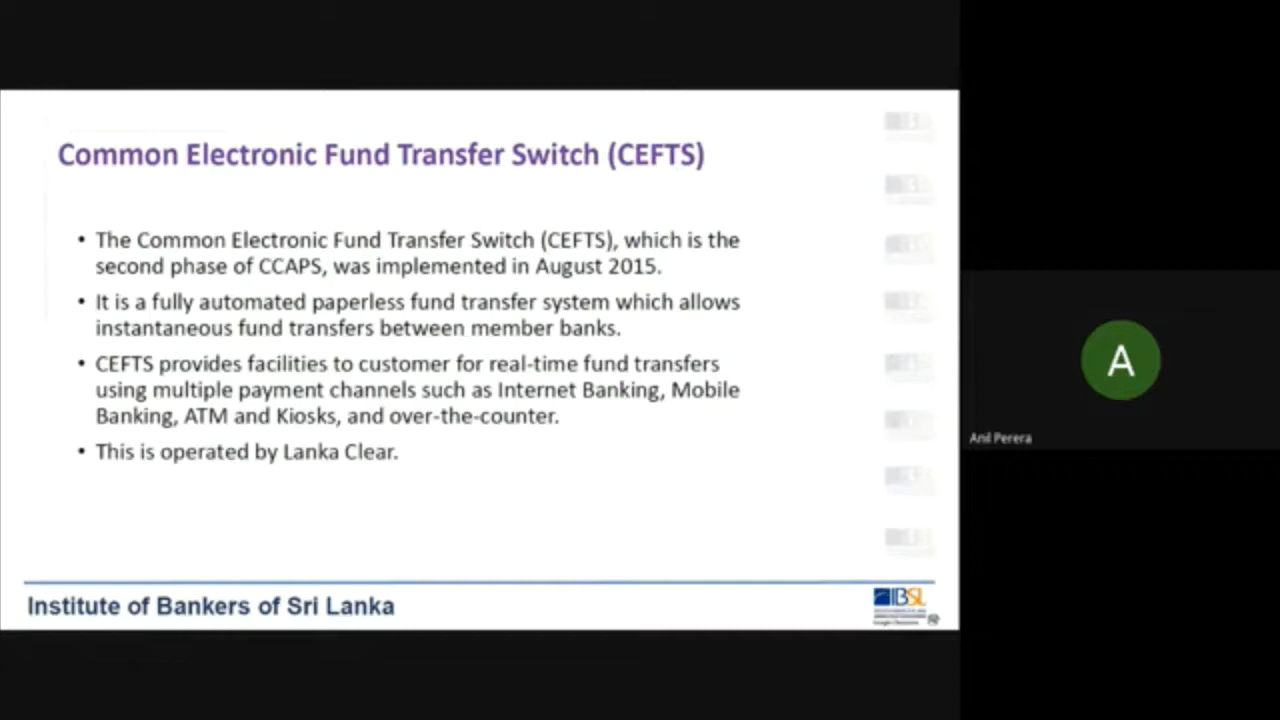 Common Electronic Fund Transfer Switch (CEFTS)
• The Common Electronic Fund Transfer Switch (CEFTS), which is the
second phase of CCAPS, was implemented in August 2015.
• It is a fully automated paperless fund transfer system which allows
instantaneous fund transfers between member banks.
• CEFTS provides facilities to customer for real-time fund transfers
using multiple payment channels such as Internet Banking, Mobile
Banking, ATM and Kiosks, and over-the-counter.
• This is operated by Lanka Clear.
Institute of Bankers of Sri Lanka
IBSL
A
Anil Perera